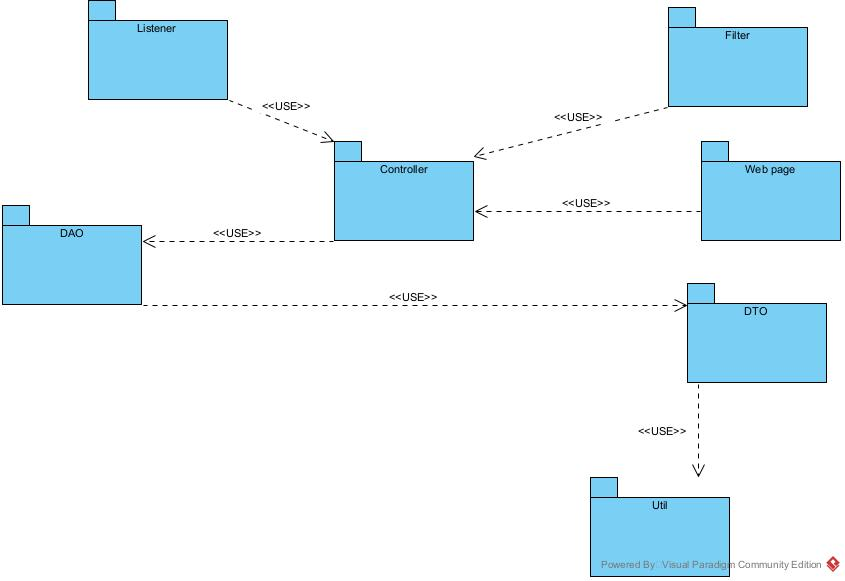 Listener
Filter
<<USE>>
<<USE>>
Controller
Web page
<<USE>>
DAO
<<USE>>
<<USE>>
DTO
<<USE>>
Util
Powered By Visual Paradigm Community Edition